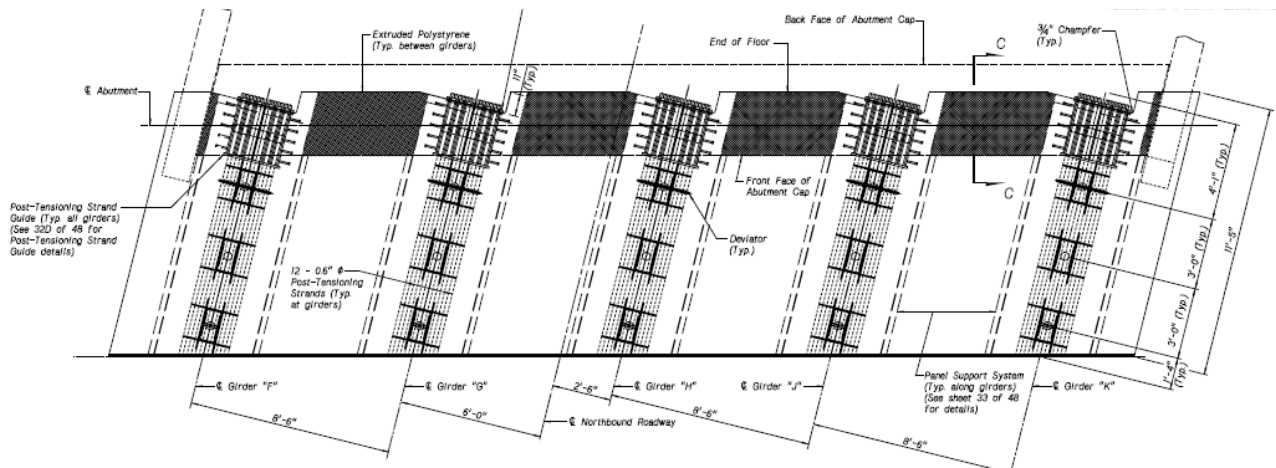 Back Face of Abutment Cap
Extruded Polystyrene
(Typ. between girders)
End of Floor
C
¾" Champfer
(Typ.)
11"
(Typ.)
℄ Abutment
Front Face of
Abutment Cap
C
4'-1" (Typ.)
11'-5"
Post-Tensioning Strand
Guide (Typ. all girders)
(See 32D of 48 for
Post-Tensioning Strand
Guide details)
Deviator
(Typ.)
12 - 0.6" ϕ
Post-Tensioning
Strands (Typ.
at girders)
3'-0" (Typ.)
3'-0" (Typ.)
1'-4"
(Typ.)
℄ Girder "F"
℄ Girder "G"
2'-6"
℄ Girder "H"
℄ Girder "J"
Panel Support System
(Typ. along girders)
(See sheet 33 of 48
for details)
℄ Girder "K"
8'-6"
6'-0"
℄ Northbound Roadway
8'-6"
8'-6"